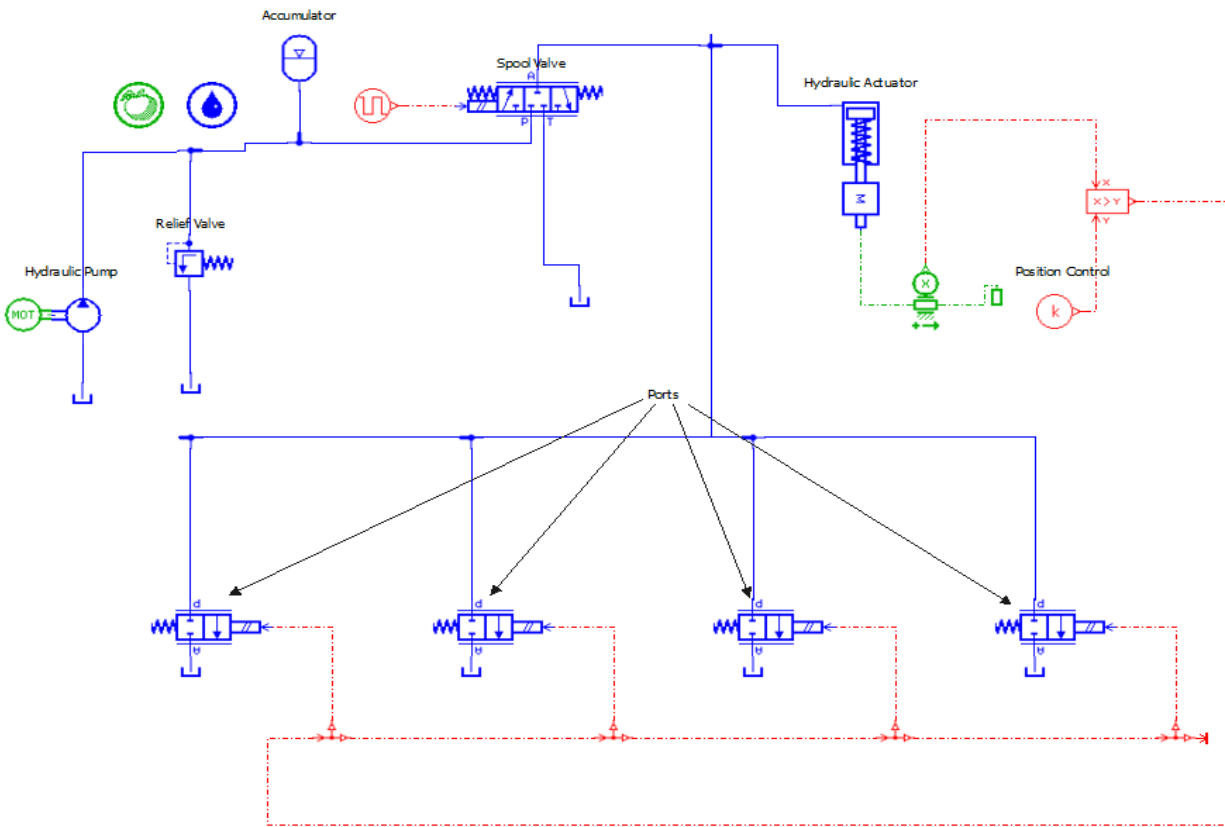 Accumulator
Spool Valve
A
P T
Hydraulic Actuator
M
Relief Valve
Hydraulic Pump
MOT
X
X>Y
Y
X
Position Control
k
Ports
P
A
P
A
P
A
P
A